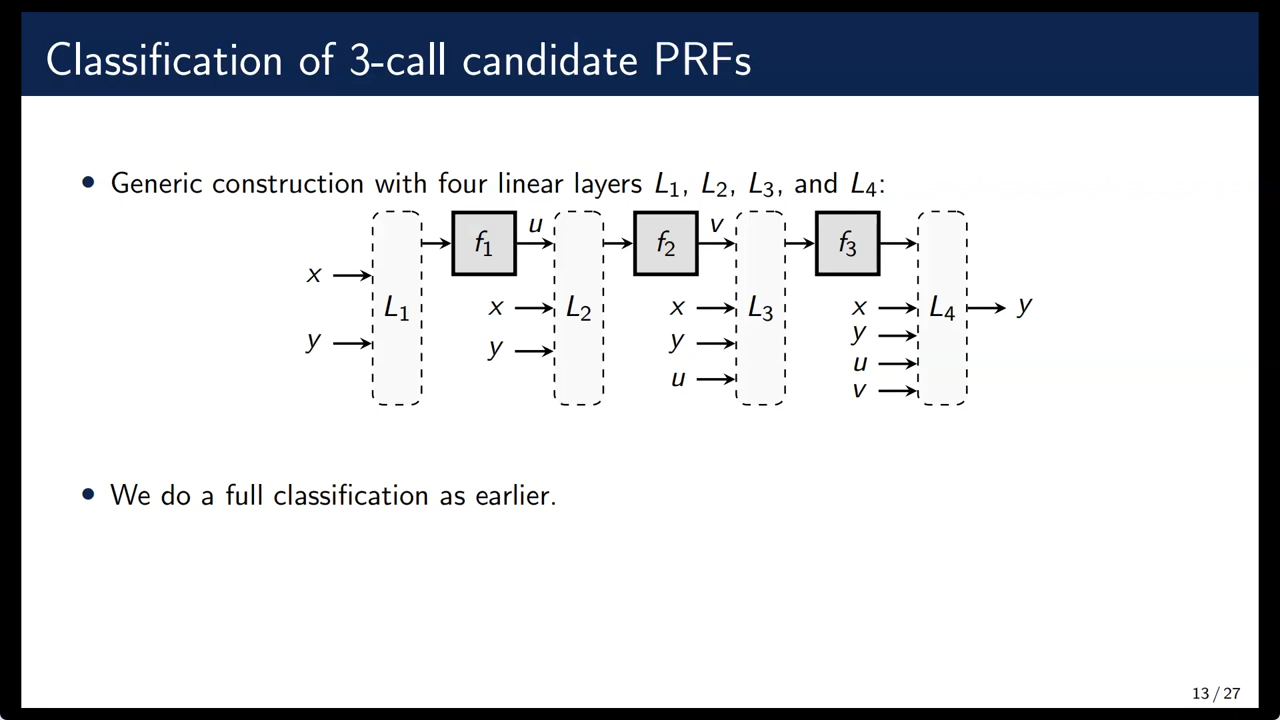 Classification of 3-call candidate PRFs
• Generic construction with four linear layers L₁, L₂, L₃, and L₄:
f₁ u f₂ v f₃
x
L₁ x L₂ x L₃ x L₄ y
y y y y
u u
v
• We do a full classification as earlier.
13 / 27